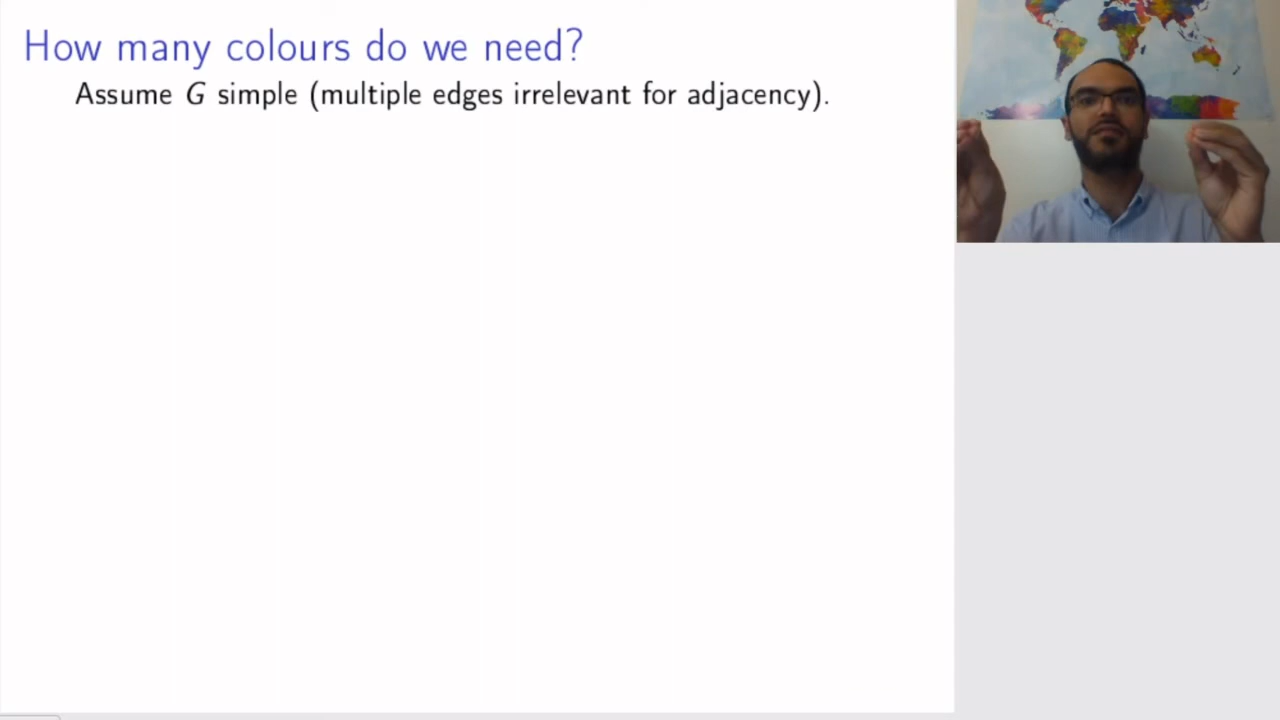 How many colours do we need?
Assume G simple (multiple edges irrelevant for adjacency).